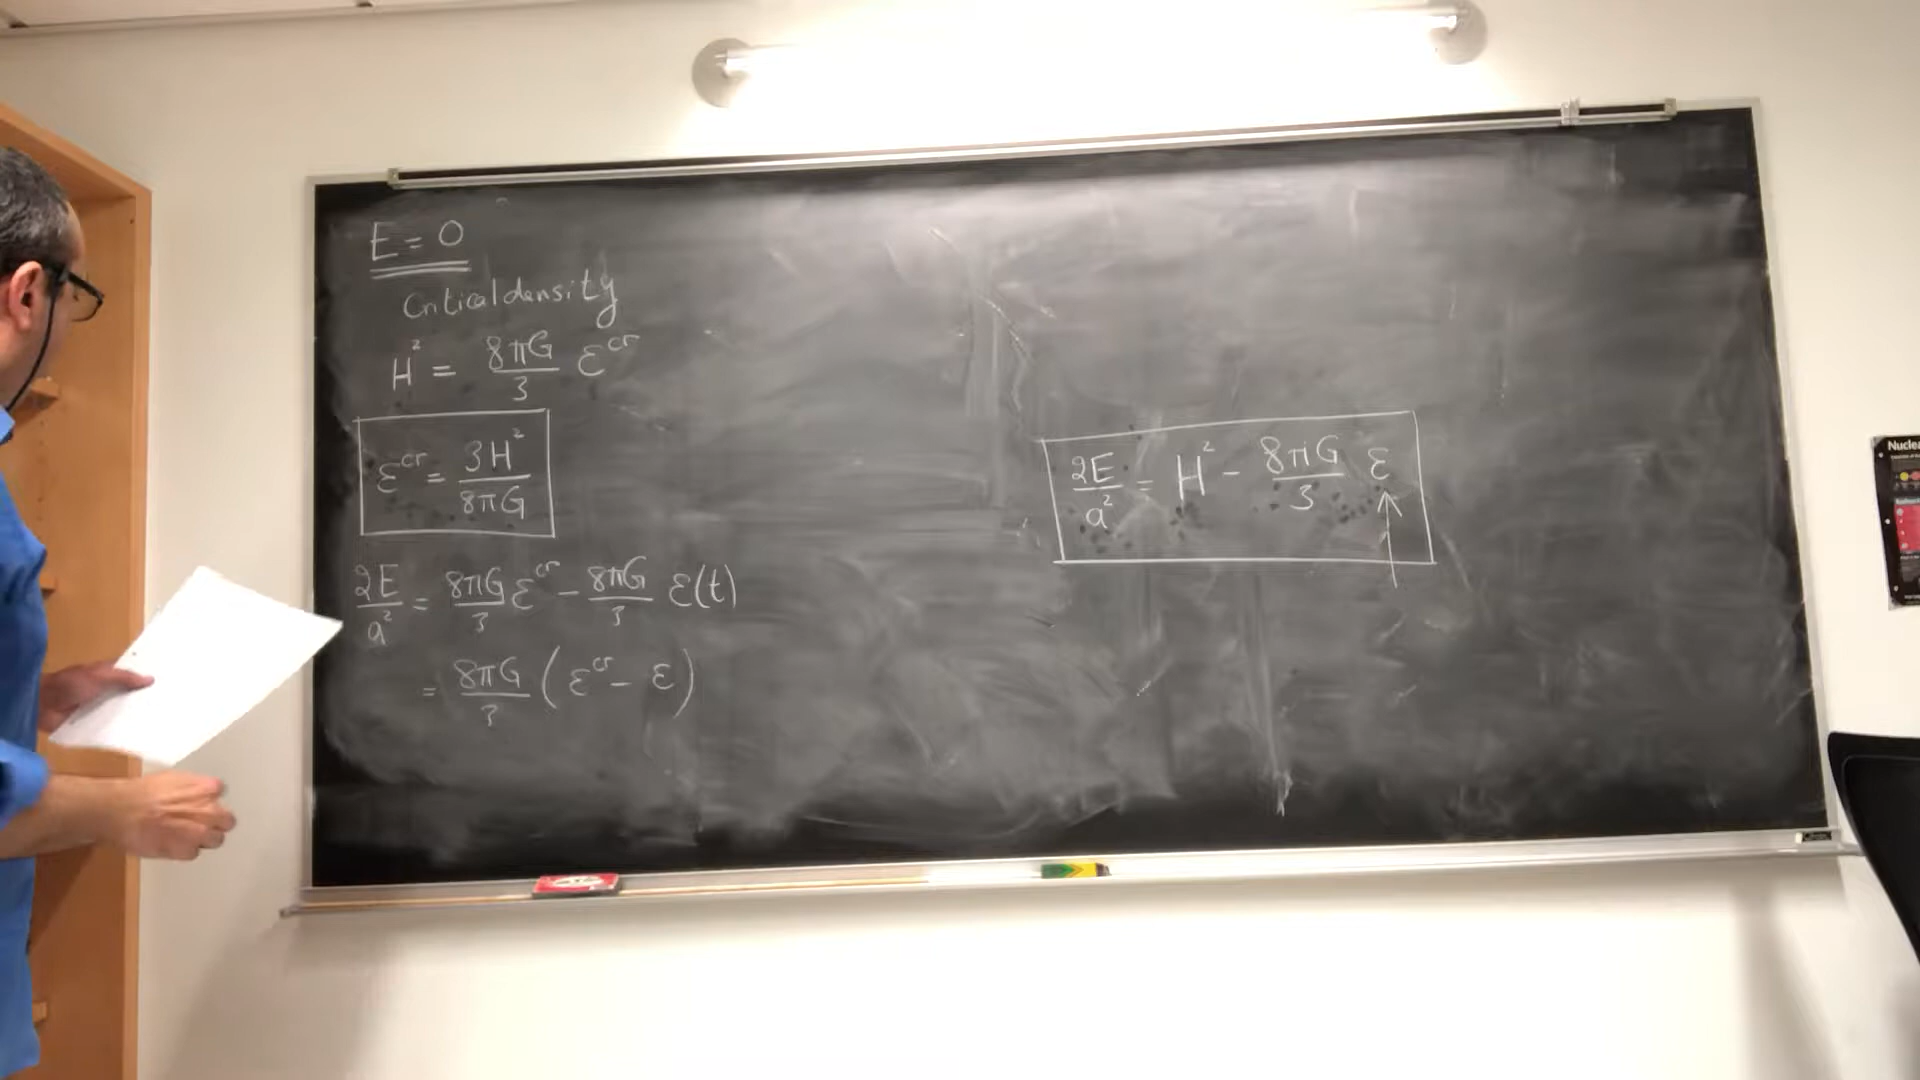 E = 0
Critical density
H² = 8πG/3 ε^cr
ε^cr = 3H²/8πG
2E/a² = 8πG/3 ε^cr − 8πG/3 ε(t)
= 8πG/3 (ε^cr − ε)
2E/a² = H² − 8πG/3 ε
Nuclea